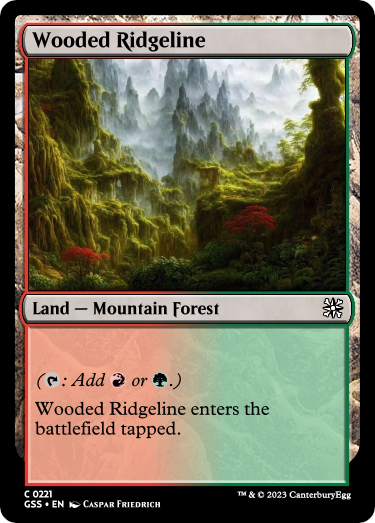 Wooded Ridgeline
Land — Mountain Forest
(: Add or .)
Wooded Ridgeline enters the
battlefield tapped.
C 0221
GSS • EN Caspar Friedrich
™ & © 2023 CanterburyEgg